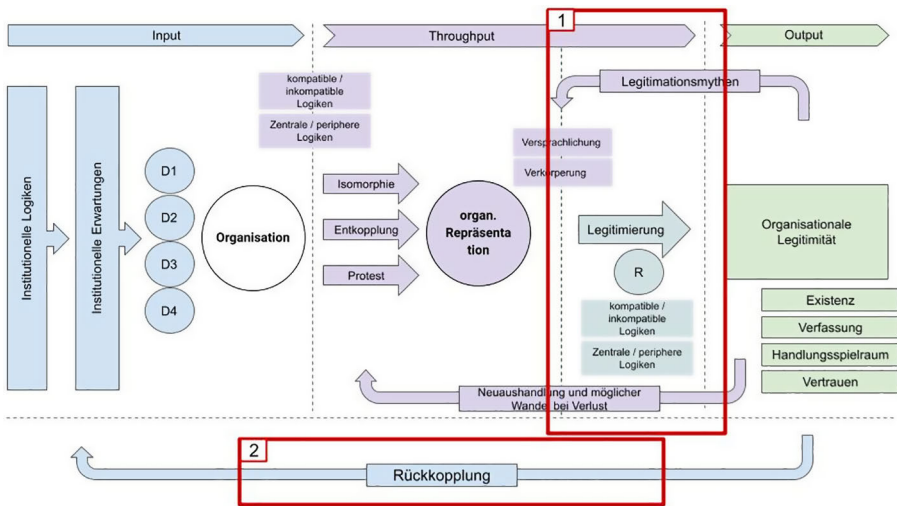 1
Input
Throughput
Output
kompatible /
inkompatible
Logiken
Zentrale / periphere
Logiken
Legitimationsmythen
Institutionelle Logiken
Institutionelle Erwartungen
D1
D2
D3
D4
Organisation
Isomorphie
Entkopplung
Protest
organ.
Repräsenta
tion
Versprachlichung
Verkörperung
Legitimierung
R
kompatible /
inkompatible
Logiken
Zentrale / periphere
Logiken
Organisationale
Legitimität
Existenz
Verfassung
Handlungsspielraum
Vertrauen
Neuaushandlung und möglicher
Wandel bei Verlust
2
Rückkopplung